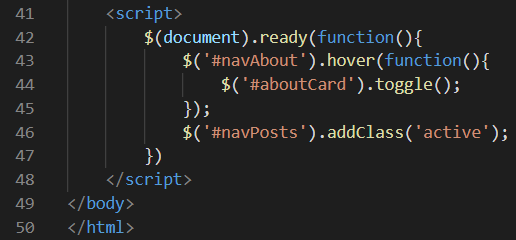 41 <script>
42 $(document).ready(function(){
43 $('#navAbout').hover(function(){
44 $('#aboutCard').toggle();
45 });
46 $('#navPosts').addClass('active');
47 })
48 </script>
49 </body>
50 </html>